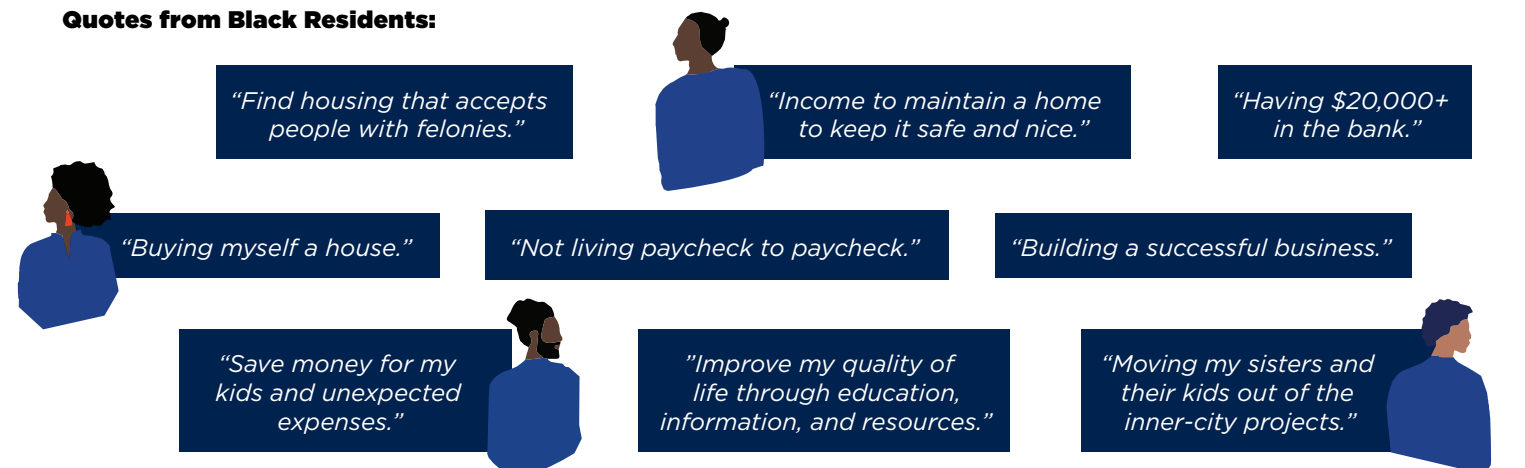 Quotes from Black Residents:
“Find housing that accepts
people with felonies.”
“Income to maintain a home
to keep it safe and nice.”
“Having $20,000+
in the bank.”
“Buying myself a house.”
“Not living paycheck to paycheck.”
“Building a successful business.”
“Save money for my
kids and unexpected
expenses.”
”Improve my quality of
life through education,
information, and resources.”
“Moving my sisters and
their kids out of the
inner-city projects.”